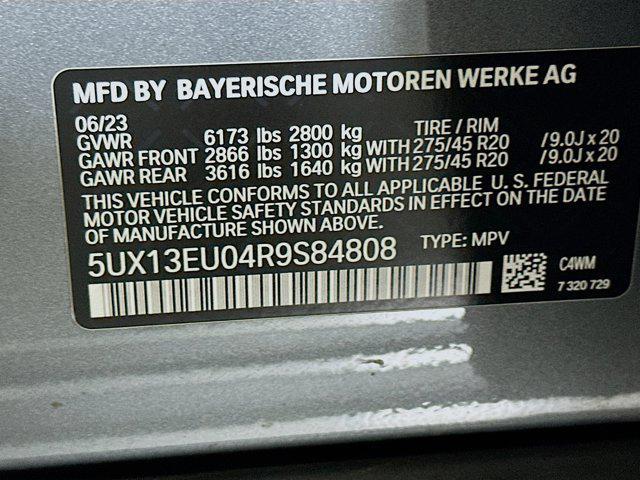 MFD BY BAYERISCHE MOTOREN WERKE AG
06/23 TIRE / RIM
GVWR 6173 lbs 2800 kg
GAWR FRONT 2866 lbs 1300 kg WITH 275/45 R20 /9.0J x 20
GAWR REAR 3616 lbs 1640 kg WITH 275/45 R20 /9.0J x 20
THIS VEHICLE CONFORMS TO ALL APPLICABLE U. S. FEDERAL
MOTOR VEHICLE SAFETY STANDARDS IN EFFECT ON THE DATE
OF MANUFACTURE SHOWN ABOVE.
5UX13EU04R9S84808 TYPE: MPV
C4WM
7 320 729